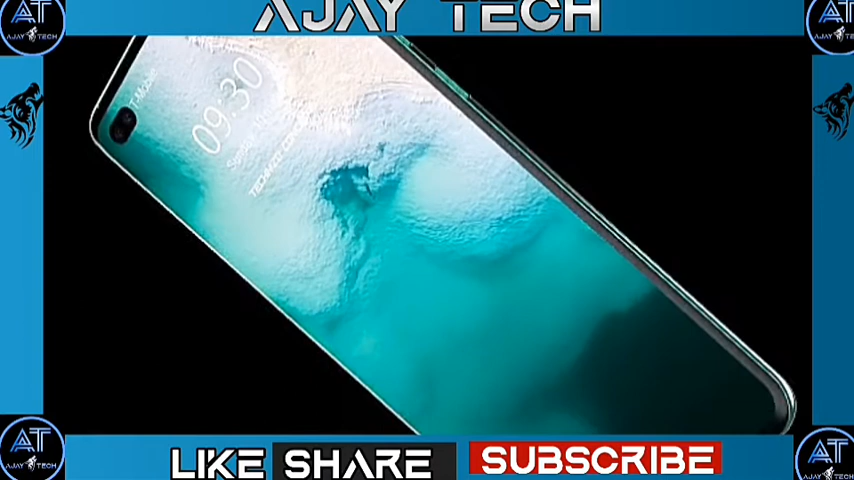 AJAY TECH
AT
AJAY TECH
AT
AJAY TECH
T-Mobile
09:30
Sunday
AT
AJAY TECH
LIKE SHARE SUBSCRIBE
AT
AJAY TECH